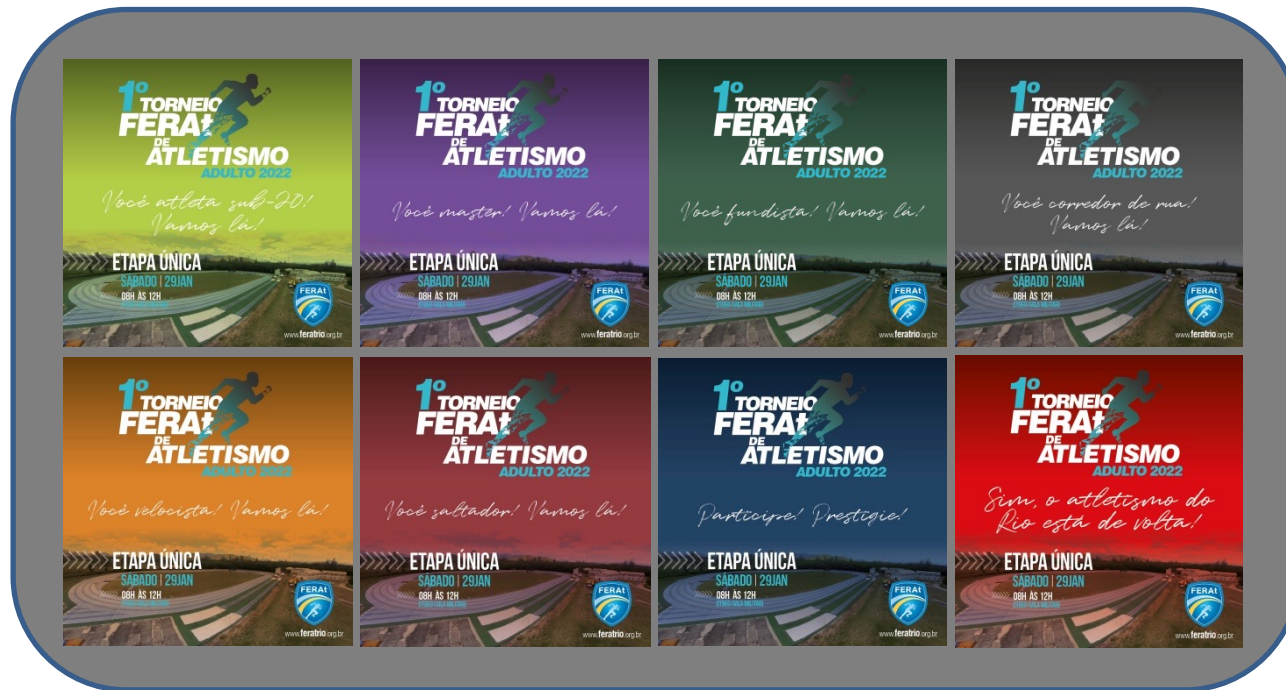 1º TORNEIO
FERAt
DE
ATLETISMO
ADULTO 2022
Você atleta sub-20!
Vamos lá!
ETAPA ÚNICA
SÁBADO | 29JAN
08H ÀS 12H
FERAt
www.feratrio.org.br
1º TORNEIO
FERAt
DE
ATLETISMO
ADULTO 2022
Você master! Vamos lá!
ETAPA ÚNICA
SÁBADO | 29JAN
08H ÀS 12H
FERAt
www.feratrio.org.br
1º TORNEIO
FERAt
DE
ATLETISMO
ADULTO 2022
Você fundista! Vamos lá!
ETAPA ÚNICA
SÁBADO | 29JAN
08H ÀS 12H
FERAt
www.feratrio.org.br
1º TORNEIO
FERAt
DE
ATLETISMO
ADULTO 2022
Você corredor de rua!
Vamos lá!
ETAPA ÚNICA
SÁBADO | 29JAN
08H ÀS 12H
FERAt
www.feratrio.org.br
1º TORNEIO
FERAt
DE
ATLETISMO
ADULTO 2022
Você velocista! Vamos lá!
ETAPA ÚNICA
SÁBADO | 29JAN
08H ÀS 12H
FERAt
www.feratrio.org.br
1º TORNEIO
FERAt
DE
ATLETISMO
ADULTO 2022
Você saltador! Vamos lá!
ETAPA ÚNICA
SÁBADO | 29JAN
08H ÀS 12H
FERAt
www.feratrio.org.br
1º TORNEIO
FERAt
DE
ATLETISMO
ADULTO 2022
Participe! Prestigie!
ETAPA ÚNICA
SÁBADO | 29JAN
08H ÀS 12H
FERAt
www.feratrio.org.br
1º TORNEIO
FERAt
DE
ATLETISMO
ADULTO 2022
Sim, o atletismo do
Rio está de volta!
ETAPA ÚNICA
SÁBADO | 29JAN
08H ÀS 12H
FERAt
www.feratrio.org.br